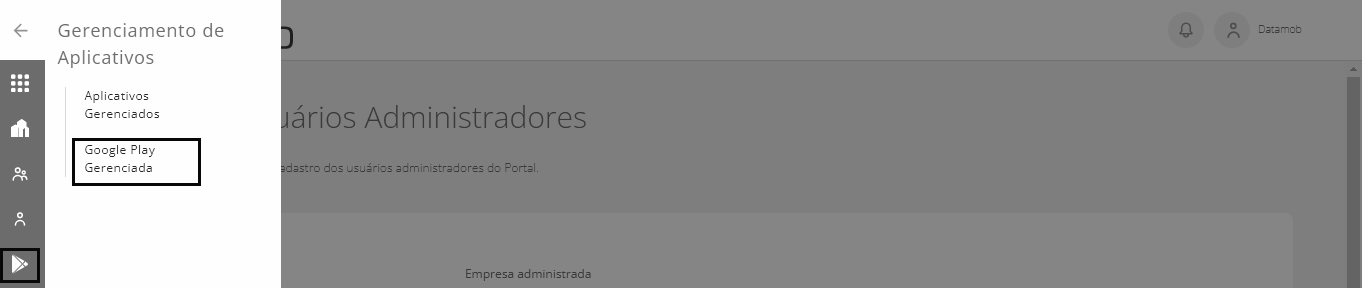 Gerenciamento de
Aplicativos
Aplicativos
Gerenciados
Google Play
Gerenciada
Datamob
uários Administradores
adastro dos usuários administradores do Portal.
Empresa administrada